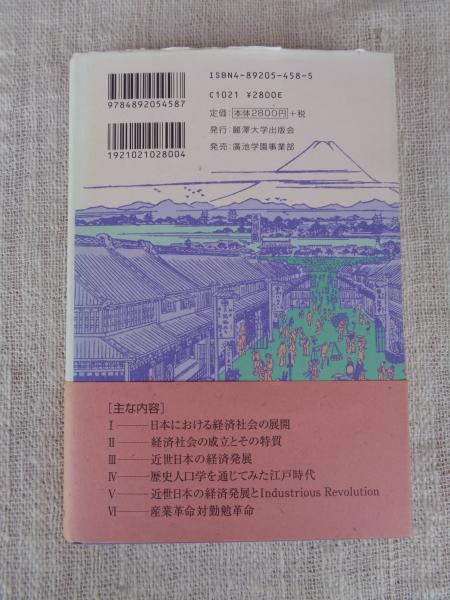 ISBN4-89205-458-5
C1021 ¥2800E
定価：本体2800円＋税
発行：麗澤大学出版会
発売：廣池学園事業部
9784892054587
1921021028004
[主な内容]
I——日本における経済社会の展開
II——経済社会の成立とその特質
III——近世日本の経済発展
IV——歴史人口学を通じてみた江戸時代
V——近世日本の経済発展とIndustrious Revolution
VI——産業革命対勤勉革命